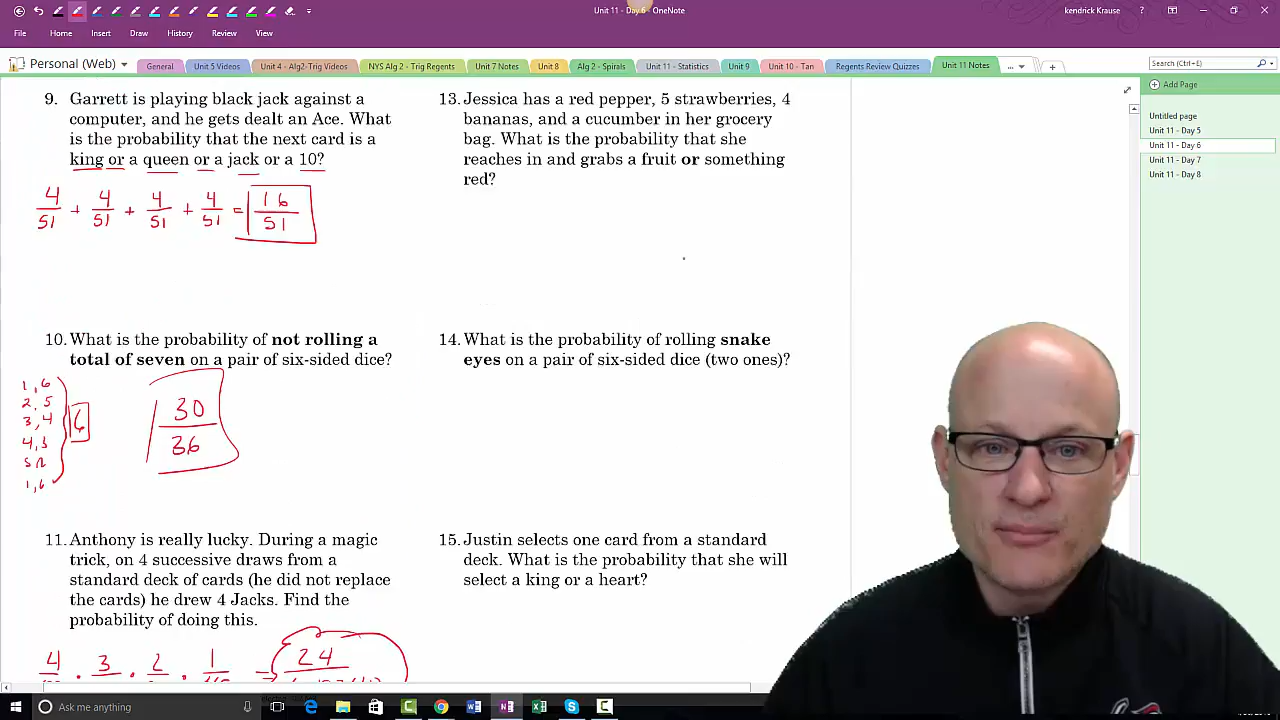 Unit 11 - Day 6 - OneNote
kendrick Krause
File Home Insert Draw History Review View
Personal (Web)
General
Unit 5 Videos
Unit 4 - Alg2-Trig Videos
NYS Alg 2 - Trig Regents
Unit 7 Notes
Unit 8
Alg 2 - Spirals
Unit 11 - Statistics
Unit 9
Unit 10 - Tan
Regents Review Quizzes
Unit 11 Notes
Search (Ctrl+E)
Add Page
Untitled page
Unit 11 - Day 5
Unit 11 - Day 6
Unit 11 - Day 7
Unit 11 - Day 8
9. Garrett is playing black jack against a
computer, and he gets dealt an Ace. What
is the probability that the next card is a
king or a queen or a jack or a 10?
4/51 + 4/51 + 4/51 + 4/51 = 16/51
10. What is the probability of not rolling a
total of seven on a pair of six-sided dice?
1,6
2,5
3,4
4,3
5,2
1,6
6
30/36
11. Anthony is really lucky. During a magic
trick, on 4 successive draws from a
standard deck of cards (he did not replace
the cards) he drew 4 Jacks. Find the
probability of doing this.
4 · 3 · 2 · 1 = 24
13. Jessica has a red pepper, 5 strawberries, 4
bananas, and a cucumber in her grocery
bag. What is the probability that she
reaches in and grabs a fruit or something
red?
14. What is the probability of rolling snake
eyes on a pair of six-sided dice (two ones)?
15. Justin selects one card from a standard
deck. What is the probability that she will
select a king or a heart?
Ask me anything